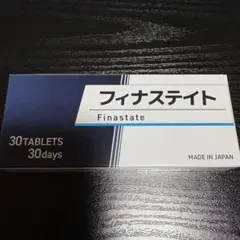 フィナステイト
Finastate
30TABLETS
30days
MADE IN JAPAN